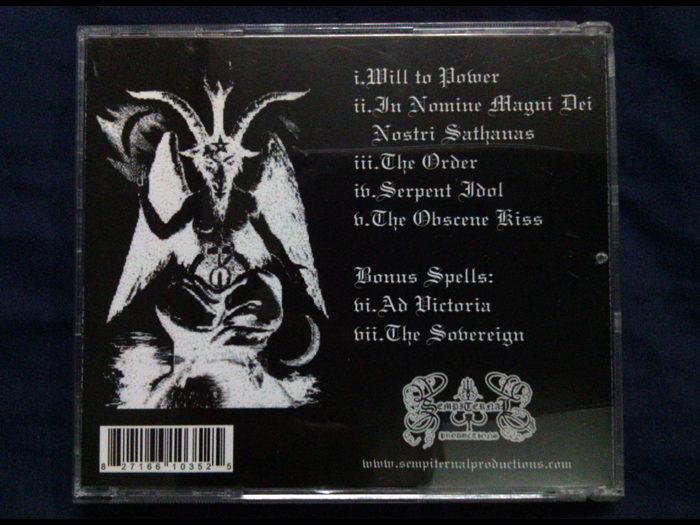 i.Will to Power
ii.In Nomine Magni Dei
Nostri Sathanas
iii.The Order
iv.Serpent Idol
v.The Obscene Kiss
Bonus Spells:
vi.Ad Victoria
vii.The Sovereign
SEMPITERNAL
PRODUCTIONS
8 27166 10352 5
www.sempiternalproductions.com